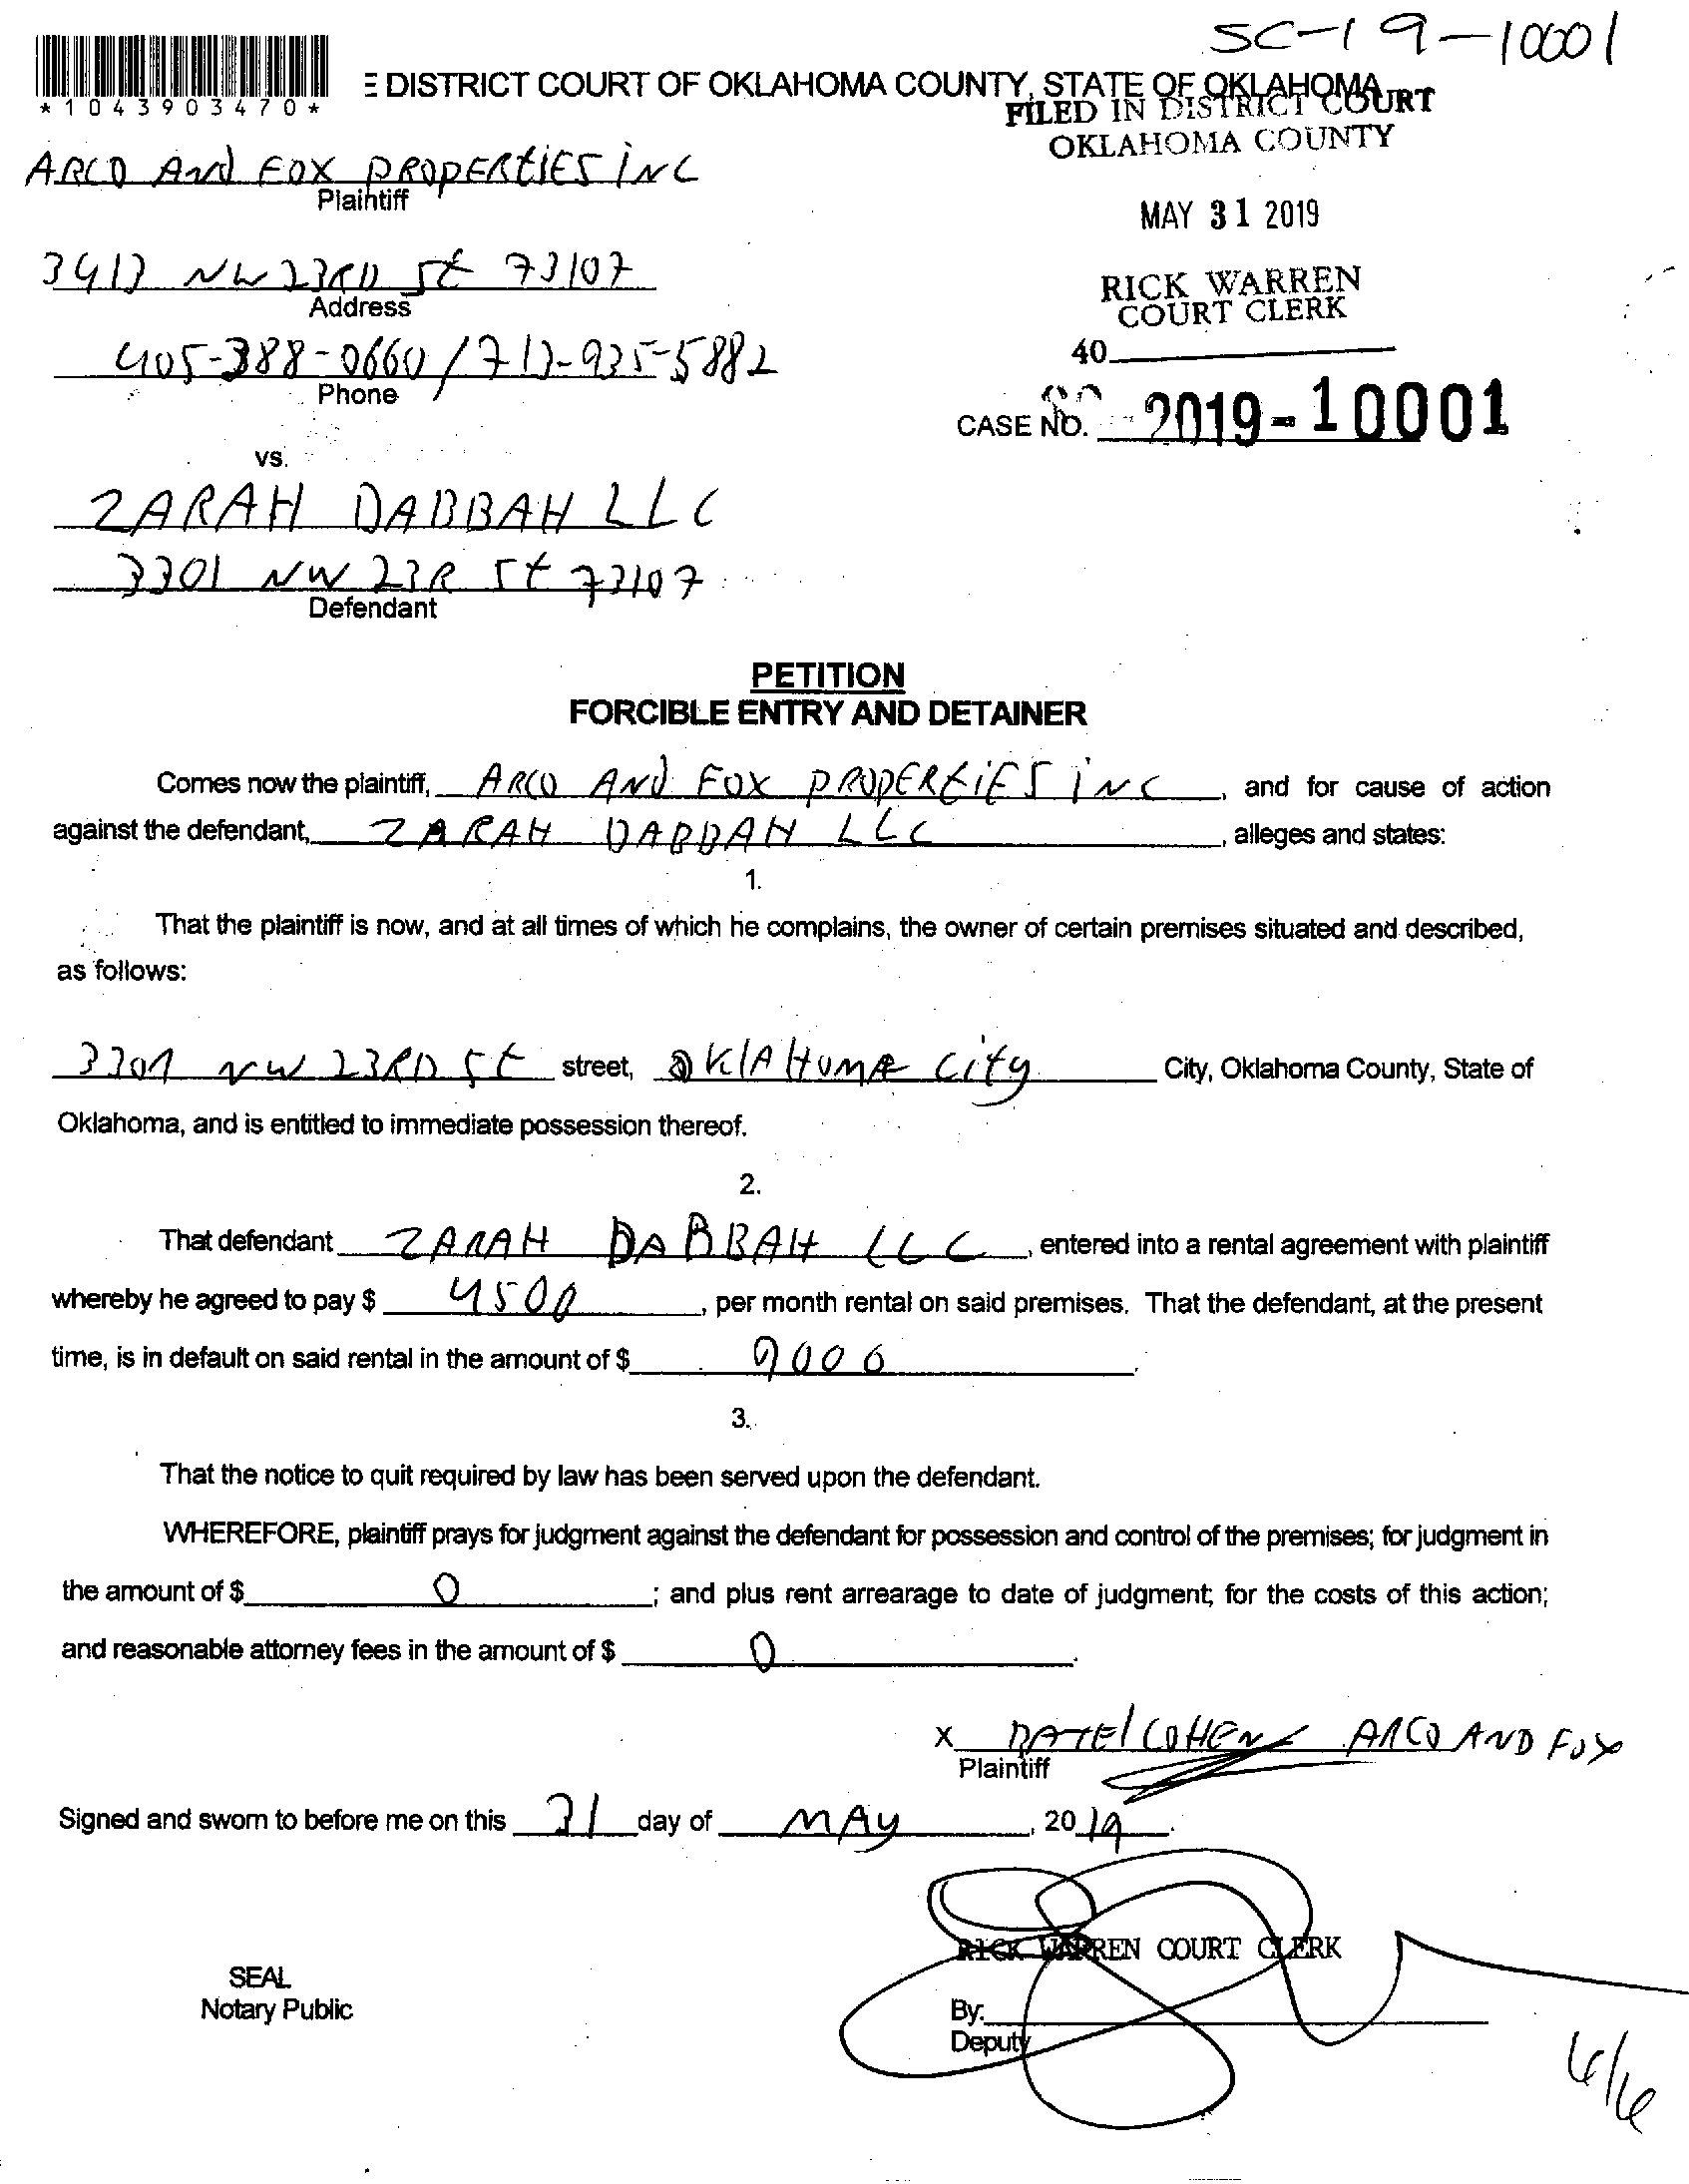 SC-19-10001
*1043903470*
E DISTRICT COURT OF OKLAHOMA COUNTY, STATE OF OKLAHOMA
FILED IN DISTRICT COURT
OKLAHOMA COUNTY
ARCO And FOX PROPERtiES iNC
Plaintiff
MAY 31 2019
3413 NW 23RD St 73107
Address
RICK WARREN
COURT CLERK
405-388-0660 / 713-935-5882
Phone
40
CASE NO. 2019-10001
vs.
ZARAH DABBAH LLC
3301 NW 23R St 73107
Defendant
PETITION
FORCIBLE ENTRY AND DETAINER
Comes now the plaintiff, ARCO AND FOX PROPERtiES iNC, and for cause of action
against the defendant, ZARAH DABBAH LLC, alleges and states:
1.
That the plaintiff is now, and at all times of which he complains, the owner of certain premises situated and described,
as follows:
3301 NW 23RD St street, OKlAHOMA City City, Oklahoma County, State of
Oklahoma, and is entitled to immediate possession thereof.
2.
That defendant ZARAH DABBAH LLC, entered into a rental agreement with plaintiff
whereby he agreed to pay $ 4500, per month rental on said premises. That the defendant, at the present
time, is in default on said rental in the amount of $ 9000.
3.
That the notice to quit required by law has been served upon the defendant.
WHEREFORE, plaintiff prays for judgment against the defendant for possession and control of the premises; for judgment in
the amount of $ 0; and plus rent arrearage to date of judgment; for the costs of this action;
and reasonable attorney fees in the amount of $ 0.
X DATEl COHEN ARCO AND FOX
Plaintiff
Signed and sworn to before me on this 31 day of MAy, 2019.
RICK WARREN COURT CLERK
SEAL
Notary Public
By:
Deputy
6/6